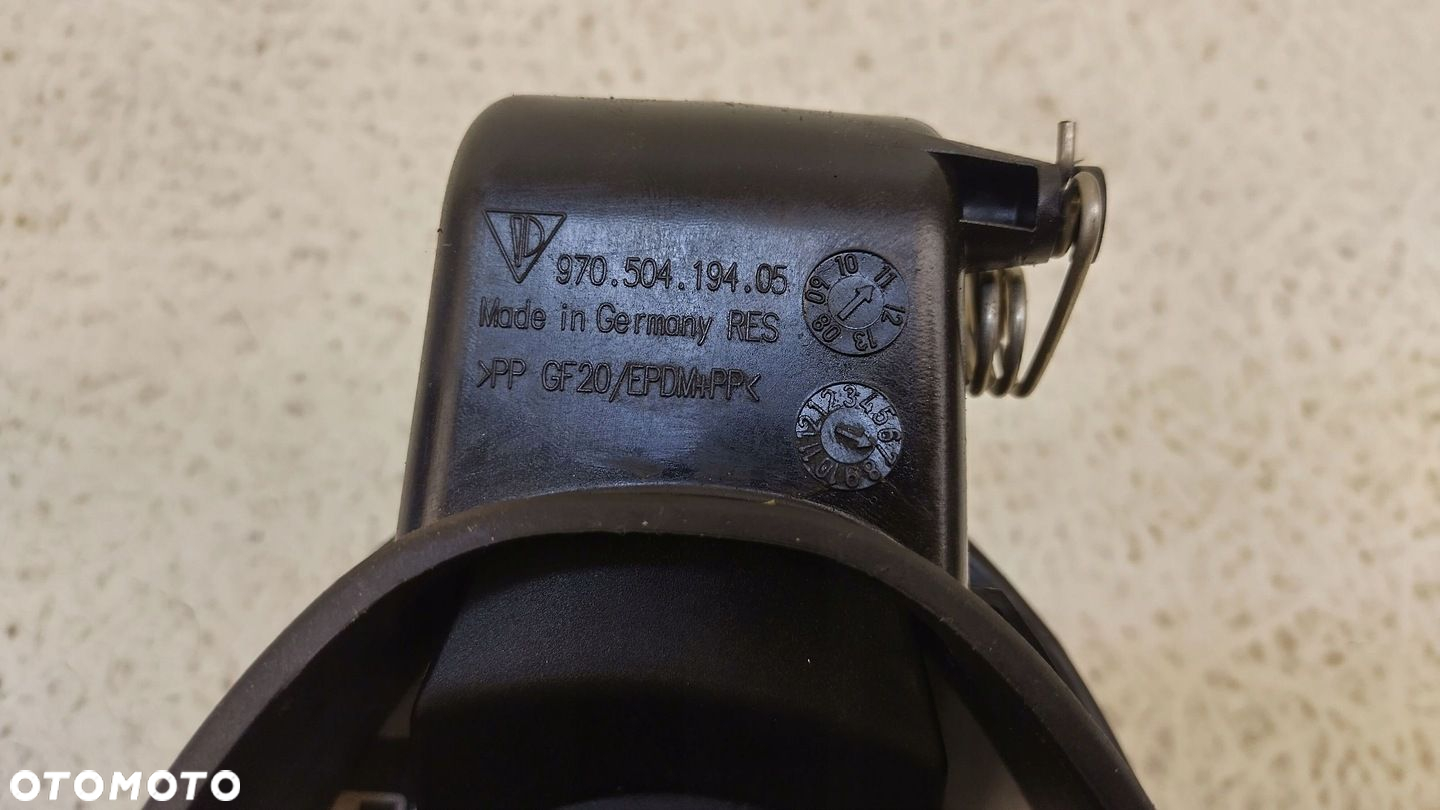 970.504.194.05
Made in Germany RES
>PP GF20/EPDM+PP<
08 09 10 11 12 13
1 2 3 4 5 6 7 8 9 10 11 12
OTOMOTO